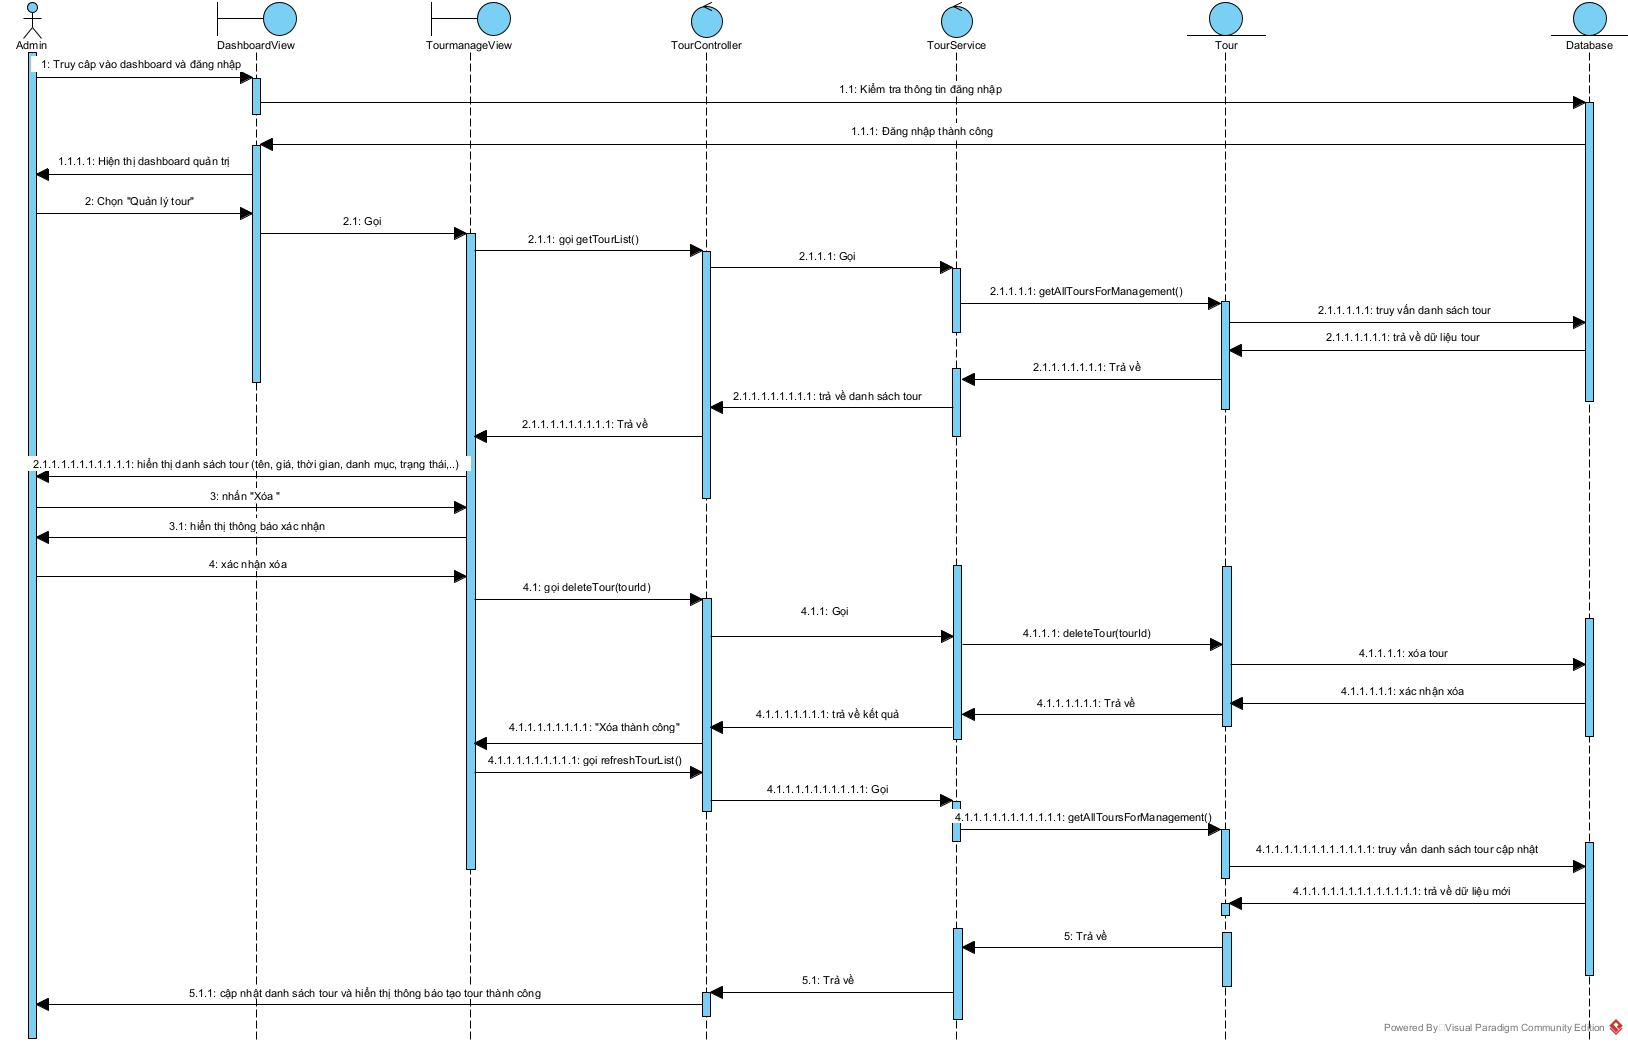 Admin
DashboardView
TourmanageView
TourController
TourService
Tour
Database
1: Truy câp vào dashboard và đăng nhập
1.1: Kiểm tra thông tin đăng nhập
1.1.1: Đăng nhập thành công
1.1.1.1: Hiện thị dashboard quản trị
2: Chọn "Quản lý tour"
2.1: Gọi
2.1.1: gọi getTourList()
2.1.1.1: Gọi
2.1.1.1.1: getAllToursForManagement()
2.1.1.1.1.1: truy vấn danh sách tour
2.1.1.1.1.1.1: trả về dữ liệu tour
2.1.1.1.1.1.1.1: Trả về
2.1.1.1.1.1.1.1.1: trả về danh sách tour
2.1.1.1.1.1.1.1.1.1: Trả về
2.1.1.1.1.1.1.1.1.1.1: hiển thị danh sách tour (tên, giá, thời gian, danh mục, trạng thái,..)
3: nhấn "Xóa "
3.1: hiển thị thông báo xác nhận
4: xác nhận xóa
4.1: gọi deleteTour(tourId)
4.1.1: Gọi
4.1.1.1: deleteTour(tourId)
4.1.1.1.1: xóa tour
4.1.1.1.1.1: xác nhận xóa
4.1.1.1.1.1.1: Trả về
4.1.1.1.1.1.1.1: trả về kết quả
4.1.1.1.1.1.1.1.1: "Xóa thành công"
4.1.1.1.1.1.1.1.1.1: gọi refreshTourList()
4.1.1.1.1.1.1.1.1.1.1: Gọi
4.1.1.1.1.1.1.1.1.1.1.1: getAllToursForManagement()
4.1.1.1.1.1.1.1.1.1.1.1.1: truy vấn danh sách tour cập nhật
4.1.1.1.1.1.1.1.1.1.1.1.1.1: trả về dữ liệu mới
5: Trả về
5.1: Trả về
5.1.1: cập nhật danh sách tour và hiển thị thông báo tạo tour thành công
Powered By Visual Paradigm Community Edition